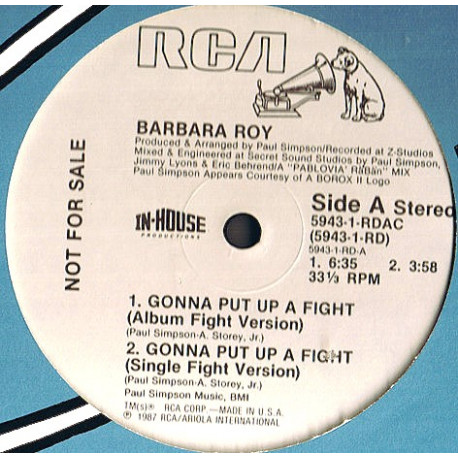 RCA
BARBARA ROY
Produced & Arranged by Paul Simpson/Recorded at Z-Studios
Mixed & Engineered at Secret Sound Studios by Paul Simpson,
Jimmy Lyons & Eric Behrend/A "PABLOVIA' RaBan" MIX
Paul Simpson Appears Courtesy of A BOROX II Logo
NOT FOR SALE
IN-HOUSE
PRODUCTIONS
Side A Stereo
5943-1-RDAC
(5943-1-RD)
5943-1-RD-A
1. 6:35 2. 3:58
33⅓ RPM
1. GONNA PUT UP A FIGHT
(Album Fight Version)
(Paul Simpson-A. Storey, Jr.)
2. GONNA PUT UP A FIGHT
(Single Fight Version)
(Paul Simpson-A. Storey, Jr.)
Paul Simpson Music, BMI
TM(s)® RCA CORP.—MADE IN U.S.A.
℗ 1987 RCA/ARIOLA INTERNATIONAL